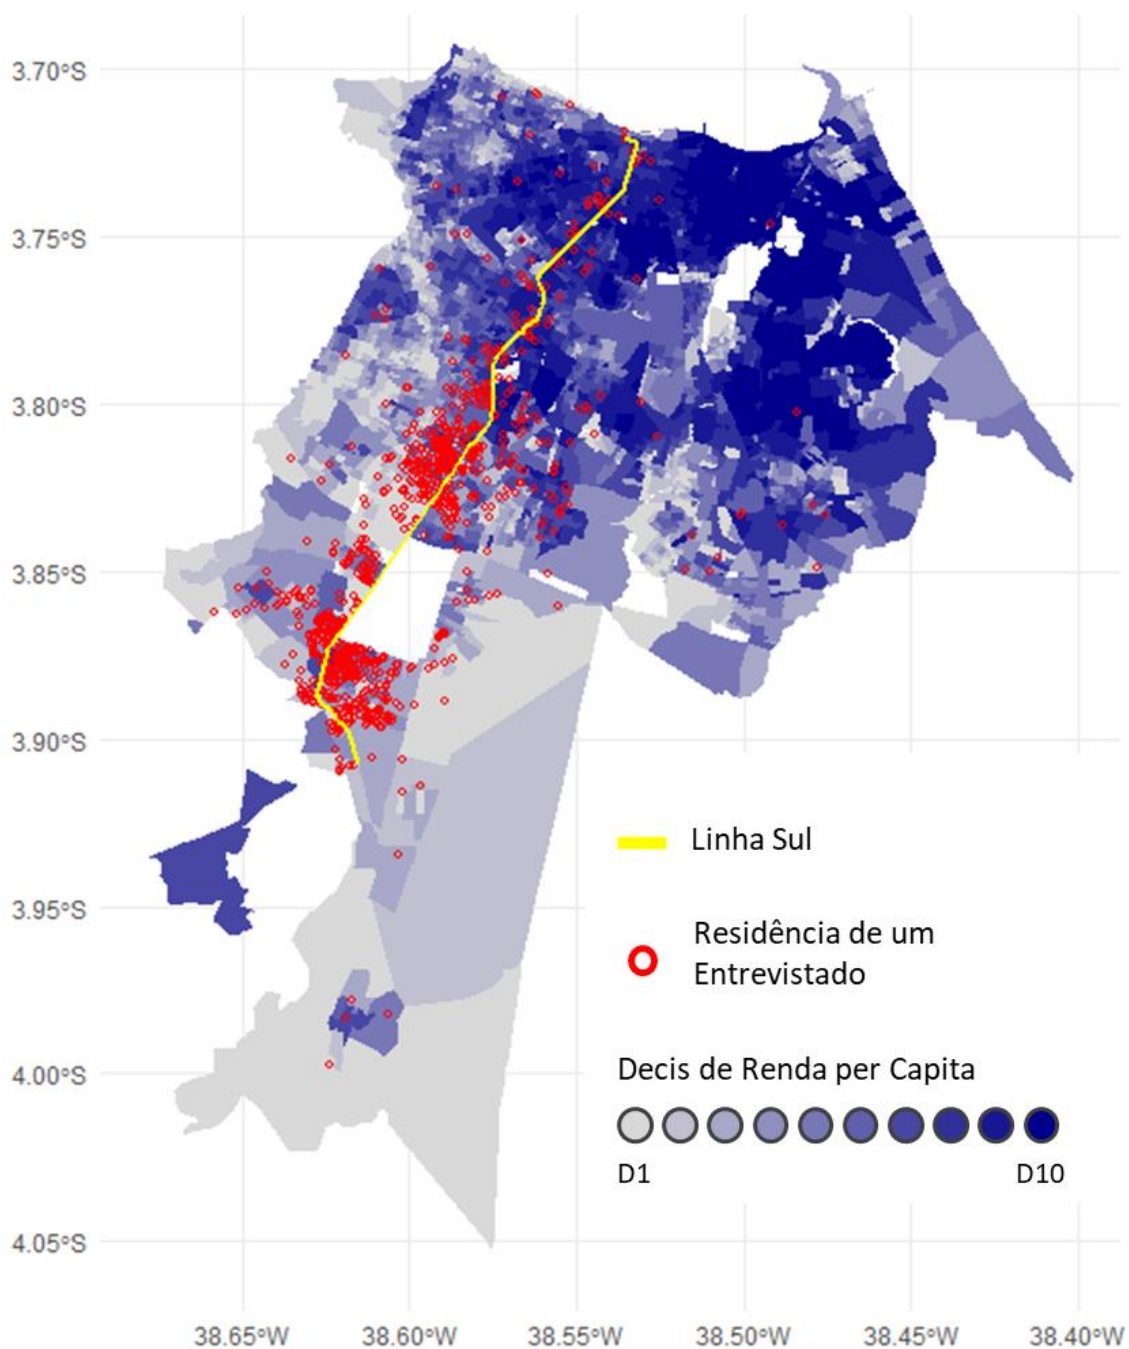 3.70°S
3.75°S
3.80°S
3.85°S
3.90°S
3.95°S
4.00°S
4.05°S
Linha Sul
Residência de um
Entrevistado
Decis de Renda per Capita
D1 D10
38.65°W 38.60°W 38.55°W 38.50°W 38.45°W 38.40°W